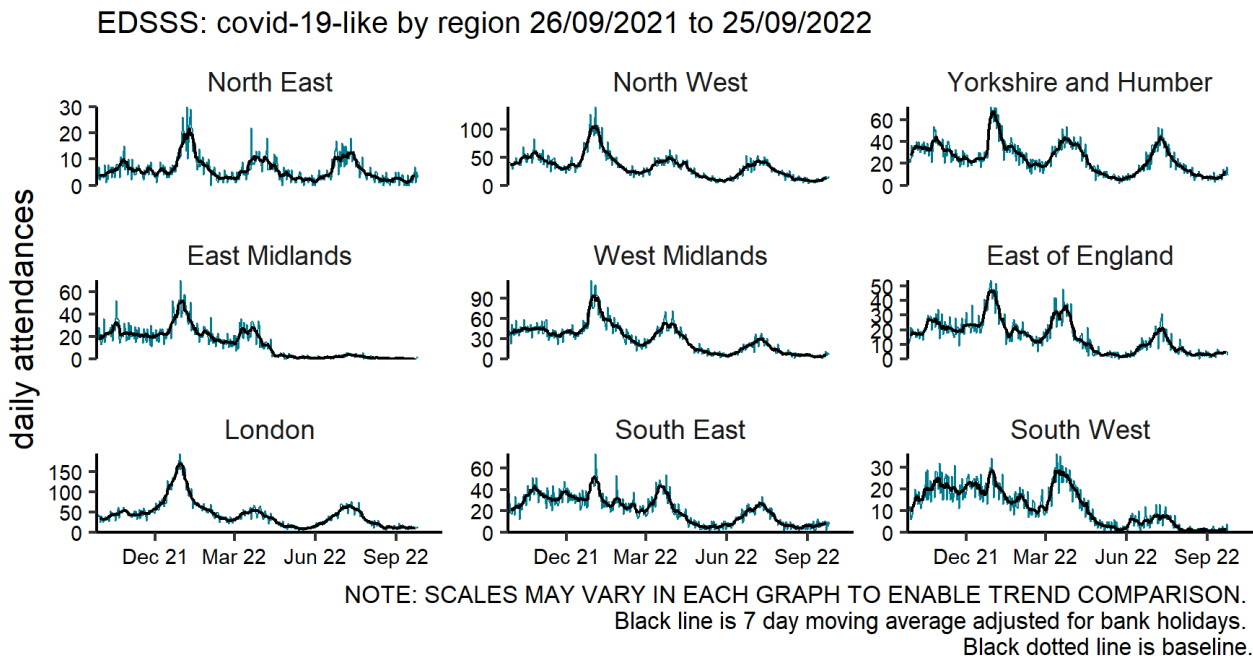 EDSSS: covid-19-like by region 26/09/2021 to 25/09/2022
daily attendances
North East
30
20
10
0
North West
100
50
0
Yorkshire and Humber
60
40
20
0
East Midlands
60
40
20
0
West Midlands
90
60
30
0
East of England
50
40
30
20
10
0
London
150
100
50
0
South East
60
40
20
0
South West
30
20
10
0
Dec 21 Mar 22 Jun 22 Sep 22
Dec 21 Mar 22 Jun 22 Sep 22
Dec 21 Mar 22 Jun 22 Sep 22
NOTE: SCALES MAY VARY IN EACH GRAPH TO ENABLE TREND COMPARISON.
Black line is 7 day moving average adjusted for bank holidays.
Black dotted line is baseline.